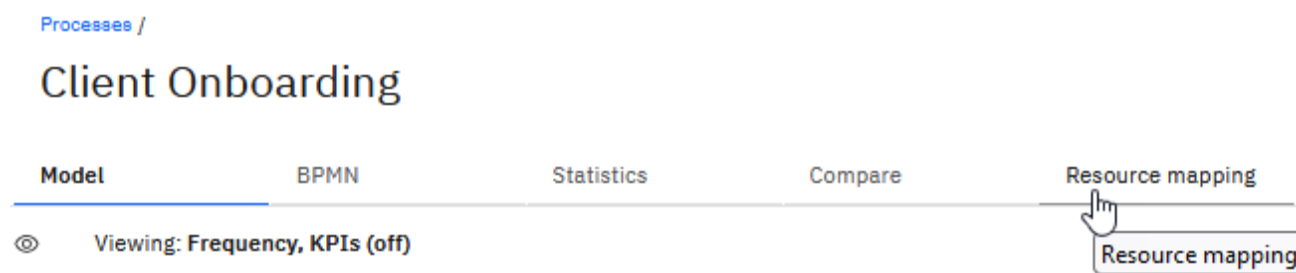 Processes /
Client Onboarding
Model BPMN Statistics Compare Resource mapping
Viewing: Frequency, KPIs (off)
Resource mapping